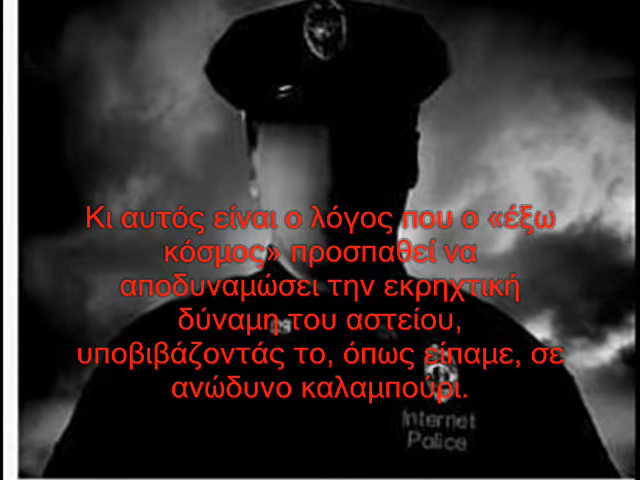 Κι αυτός είναι ο λόγος που ο «έξω
κόσμος» προσπαθεί να
αποδυναμώσει την εκρηχτική
δύναμη του αστείου,
υποβιβάζοντάς το, όπως είπαμε, σε
ανώδυνο καλαμπούρι.
Internet
Police